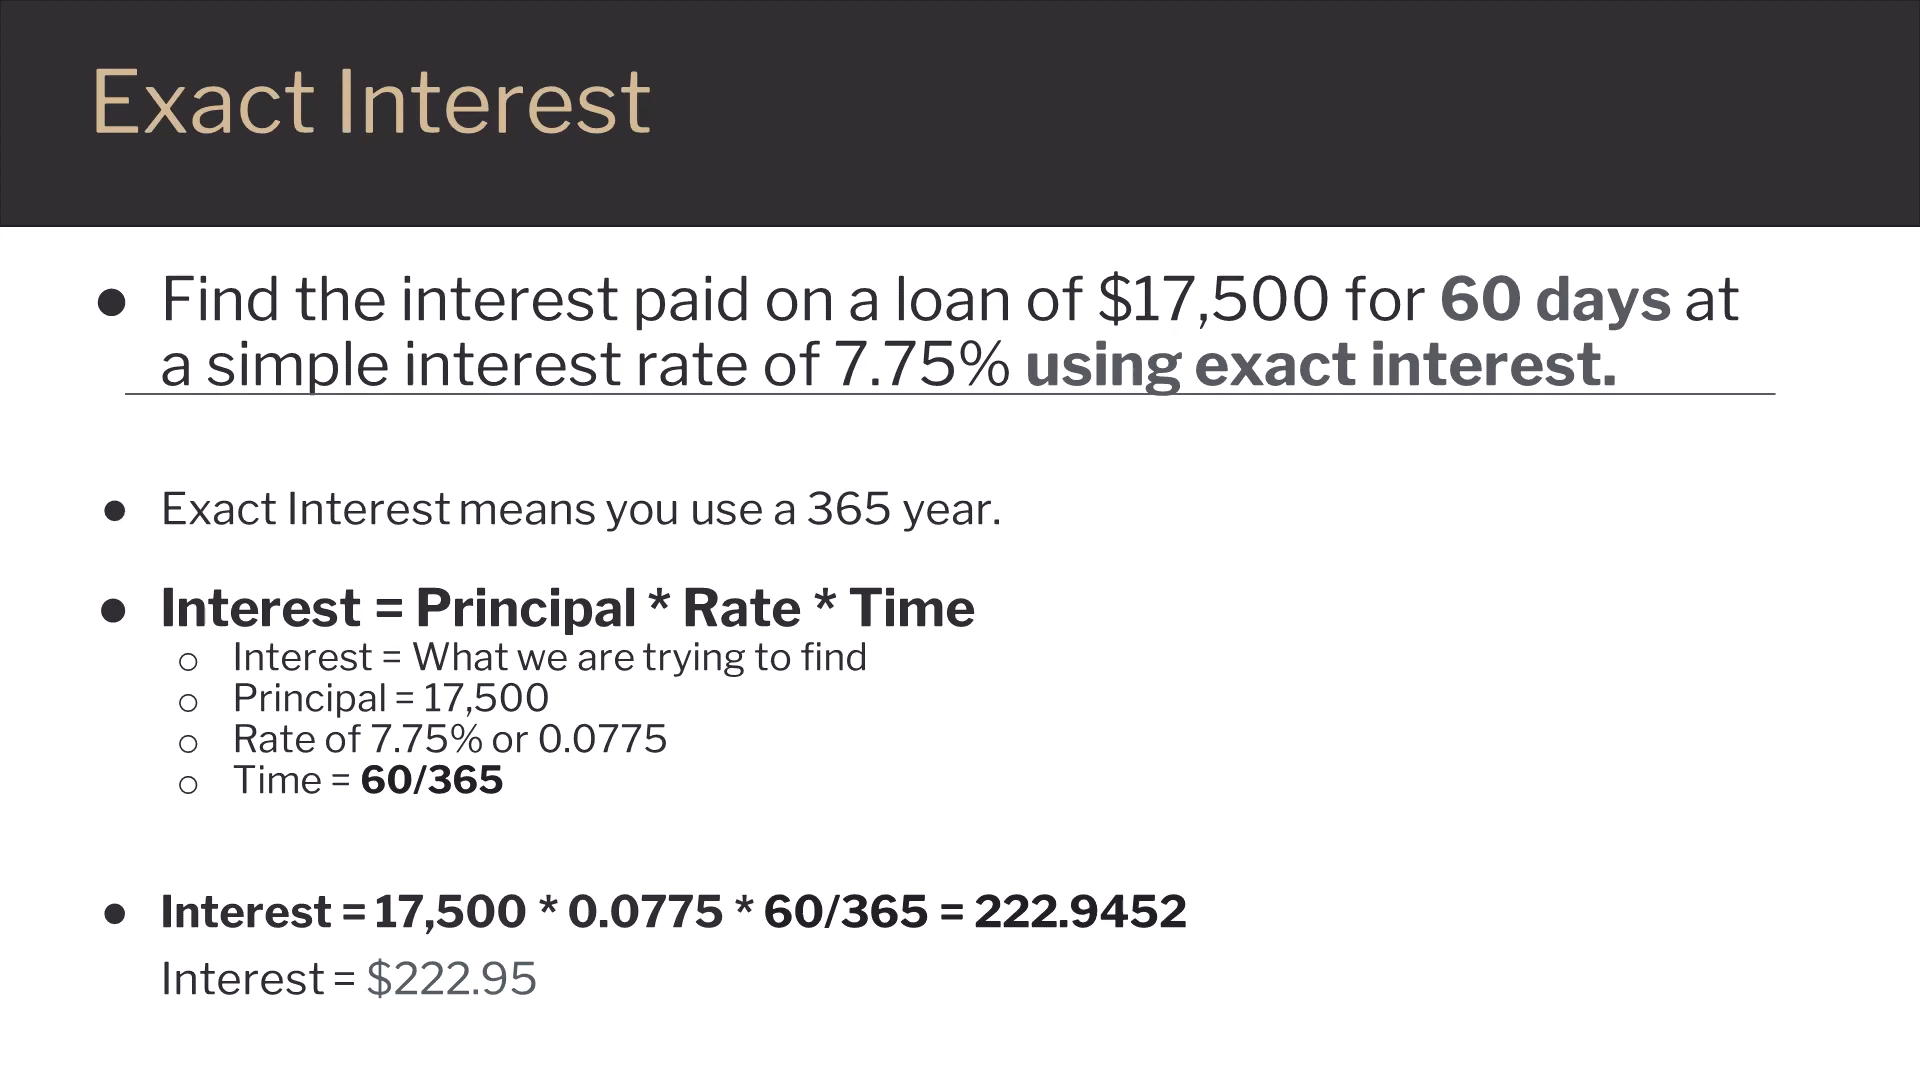 Exact Interest
● Find the interest paid on a loan of $17,500 for 60 days at
a simple interest rate of 7.75% using exact interest.
● Exact Interest means you use a 365 year.
● Interest = Principal * Rate * Time
○ Interest = What we are trying to find
○ Principal = 17,500
○ Rate of 7.75% or 0.0775
○ Time = 60/365
● Interest = 17,500 * 0.0775 * 60/365 = 222.9452
Interest = $222.95